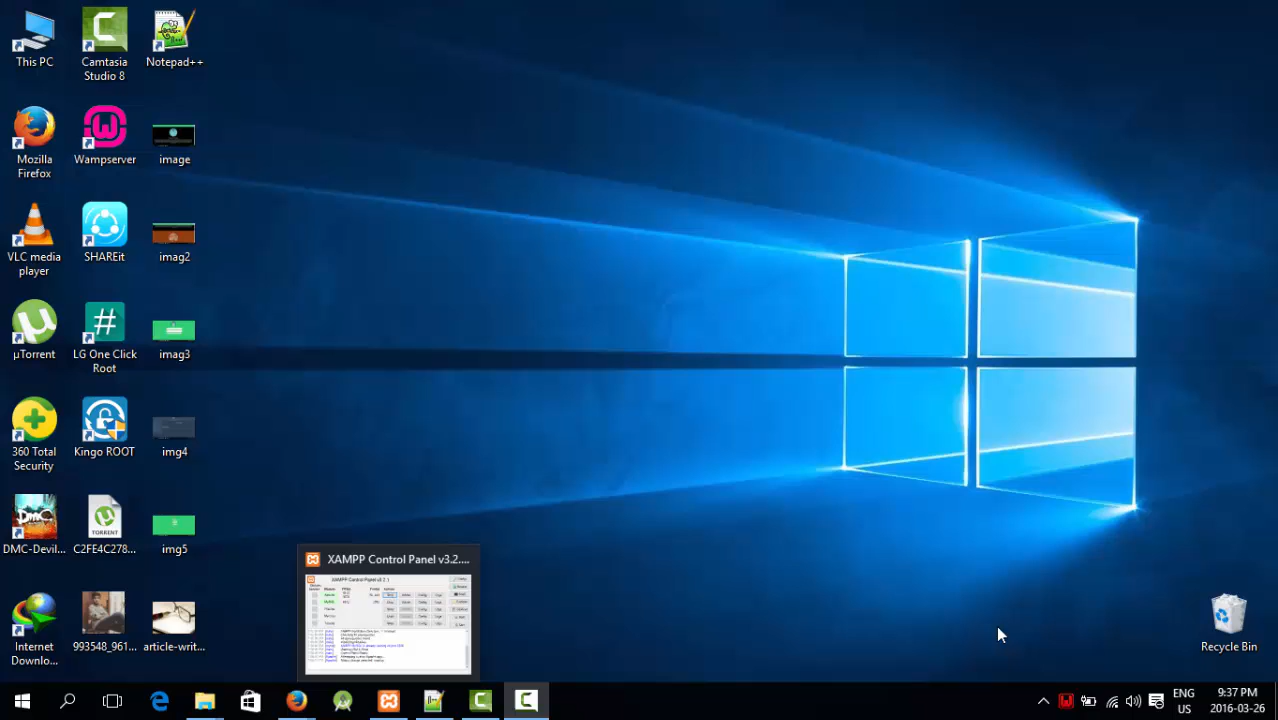 This PC
Camtasia
Studio 8
Notepad++
Mozilla
Firefox
Wampserver
image
VLC media
player
SHAREit
imag2
µTorrent
LG One Click
Root
imag3
360 Total
Security
Kingo ROOT
img4
DMC-Devil...
TORRENT
C2FE4C278...
img5
Internet
Downlo...
article-writ...
Recycle Bin
XAMPP Control Panel v3.2....
ENG
US
9:37 PM
2016-03-26